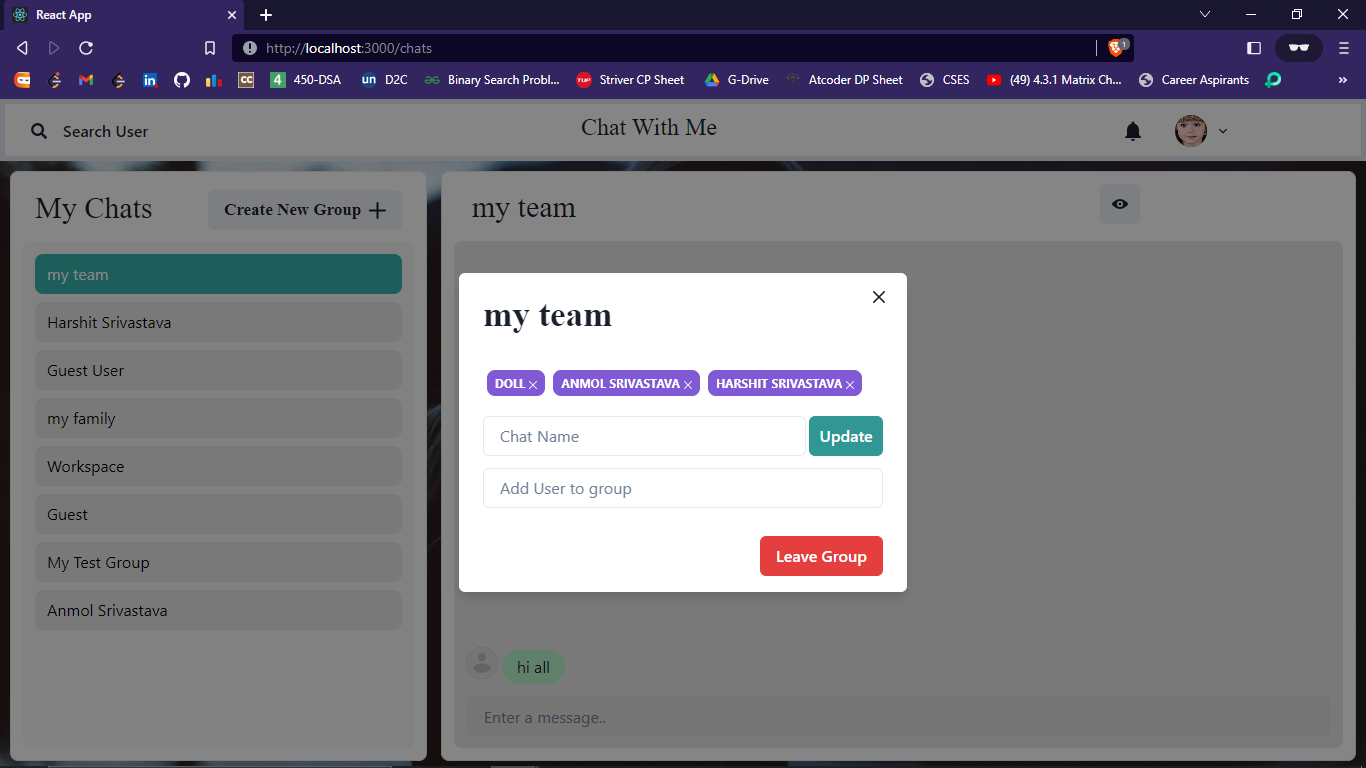 React App
http://localhost:3000/chats
1
CC
4 450-DSA
un D2C
Binary Search Probl...
TUF Striver CP Sheet
G-Drive
Atcoder DP Sheet
CSES
(49) 4.3.1 Matrix Ch...
Career Aspirants
Search User
Chat With Me
My Chats
Create New Group
my team
Harshit Srivastava
Guest User
my family
Workspace
Guest
My Test Group
Anmol Srivastava
my team
my team
DOLL ANMOL SRIVASTAVA HARSHIT SRIVASTAVA
Chat Name Update
Add User to group
Leave Group
hi all
Enter a message..